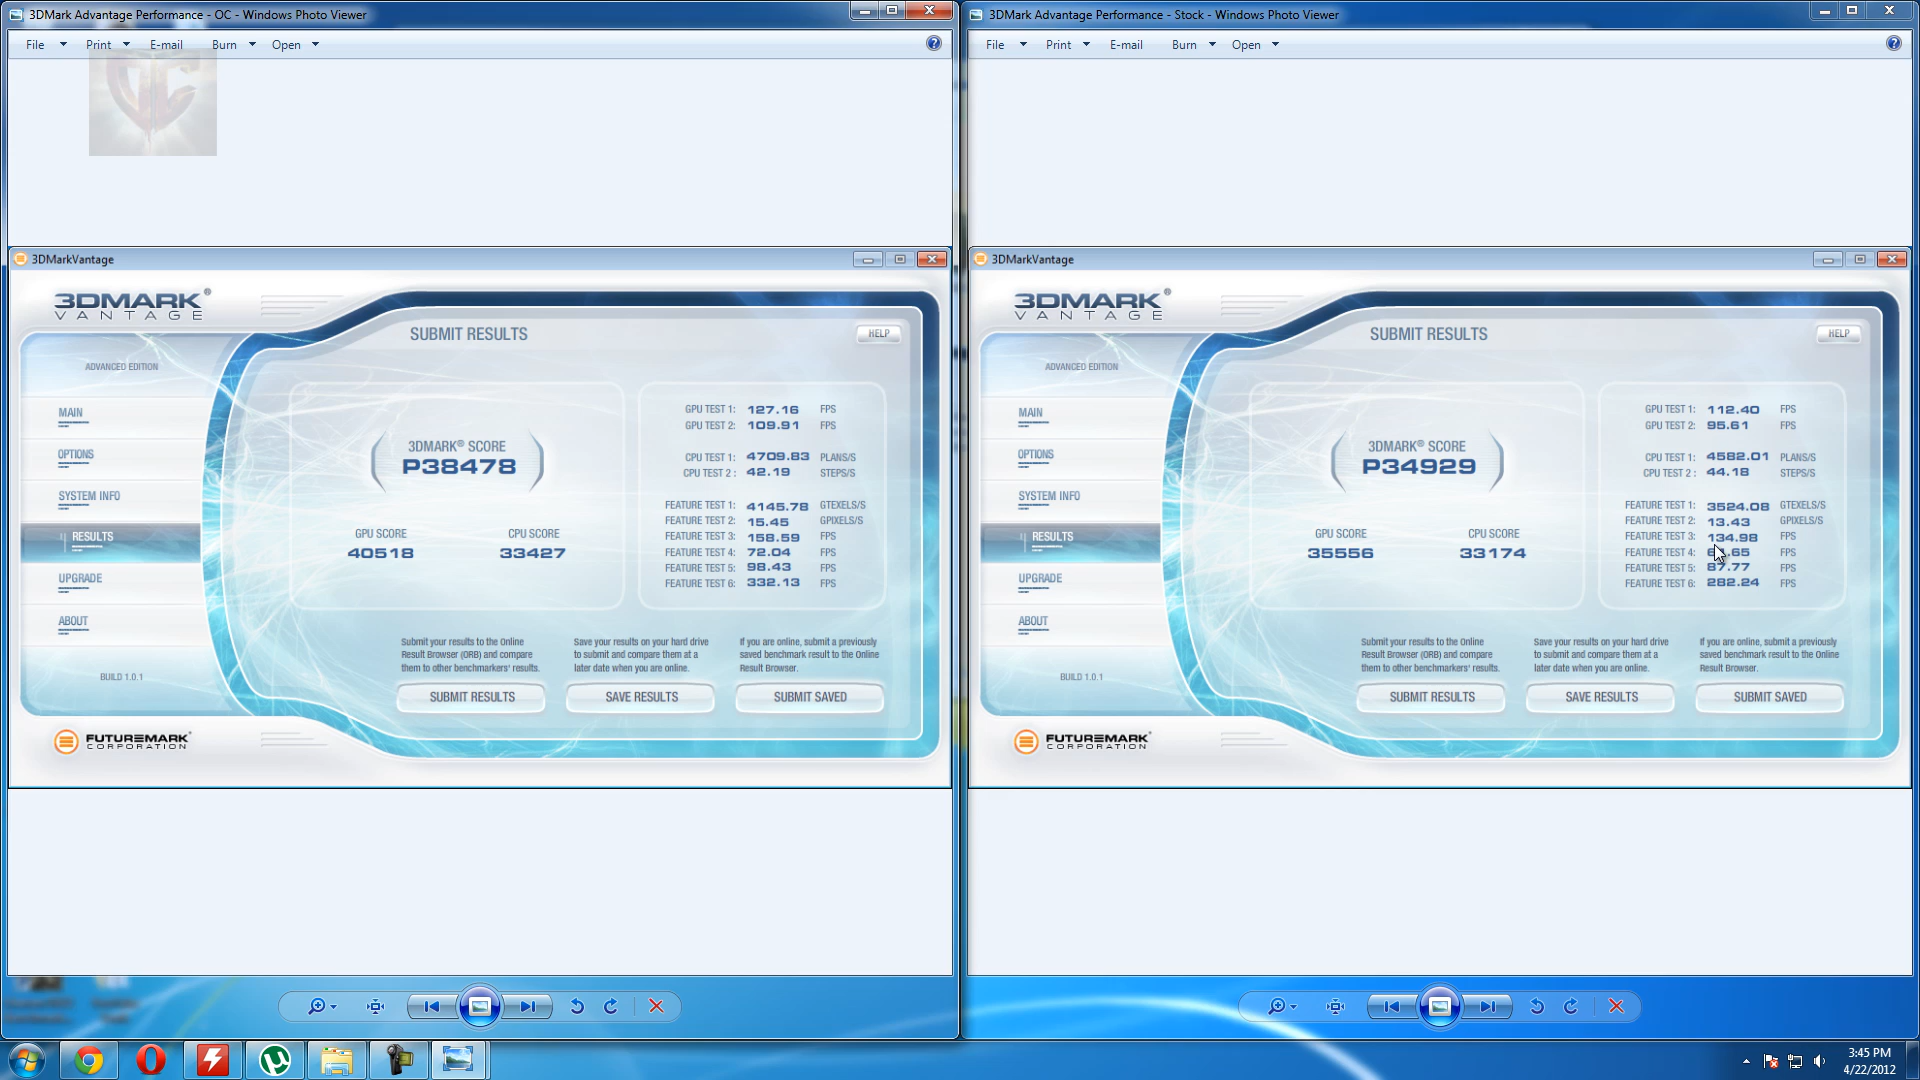 3DMark Advantage Performance - OC - Windows Photo Viewer
File Print E-mail Burn Open
3DMarkVantage
3DMARK®
VANTAGE
SUBMIT RESULTS
HELP
ADVANCED EDITION
MAIN
OPTIONS
SYSTEM INFO
RESULTS
UPGRADE
ABOUT
BUILD 1.0.1
3DMARK® SCORE
P38478
GPU SCORE CPU SCORE
40518 33427
GPU TEST 1: 127.16 FPS
GPU TEST 2: 109.91 FPS
CPU TEST 1: 4709.83 PLANS/S
CPU TEST 2 : 42.19 STEPS/S
FEATURE TEST 1: 4145.78 GTEXELS/S
FEATURE TEST 2: 15.45 GPIXELS/S
FEATURE TEST 3: 158.59 FPS
FEATURE TEST 4: 72.04 FPS
FEATURE TEST 5: 98.43 FPS
FEATURE TEST 6: 332.13 FPS
Submit your results to the Online
Result Browser (ORB) and compare
them to other benchmarkers' results.
SUBMIT RESULTS
Save your results on your hard drive
to submit and compare them at a
later date when you are online.
SAVE RESULTS
If you are online, submit a previously
saved benchmark result to the Online
Result Browser.
SUBMIT SAVED
FUTUREMARK
CORPORATION
3DMark Advantage Performance - Stock - Windows Photo Viewer
File Print E-mail Burn Open
3DMarkVantage
3DMARK®
VANTAGE
SUBMIT RESULTS
HELP
ADVANCED EDITION
MAIN
OPTIONS
SYSTEM INFO
RESULTS
UPGRADE
ABOUT
BUILD 1.0.1
3DMARK® SCORE
P34929
GPU SCORE CPU SCORE
35556 33174
GPU TEST 1: 112.40 FPS
GPU TEST 2: 95.61 FPS
CPU TEST 1: 4582.01 PLANS/S
CPU TEST 2 : 44.18 STEPS/S
FEATURE TEST 1: 3524.08 GTEXELS/S
FEATURE TEST 2: 13.43 GPIXELS/S
FEATURE TEST 3: 134.98 FPS
FEATURE TEST 4: FPS
FEATURE TEST 5: 87.77 FPS
FEATURE TEST 6: 282.24 FPS
Submit your results to the Online
Result Browser (ORB) and compare
them to other benchmarkers' results.
SUBMIT RESULTS
Save your results on your hard drive
to submit and compare them at a
later date when you are online.
SAVE RESULTS
If you are online, submit a previously
saved benchmark result to the Online
Result Browser.
SUBMIT SAVED
FUTUREMARK
CORPORATION
3:45 PM
4/22/2012